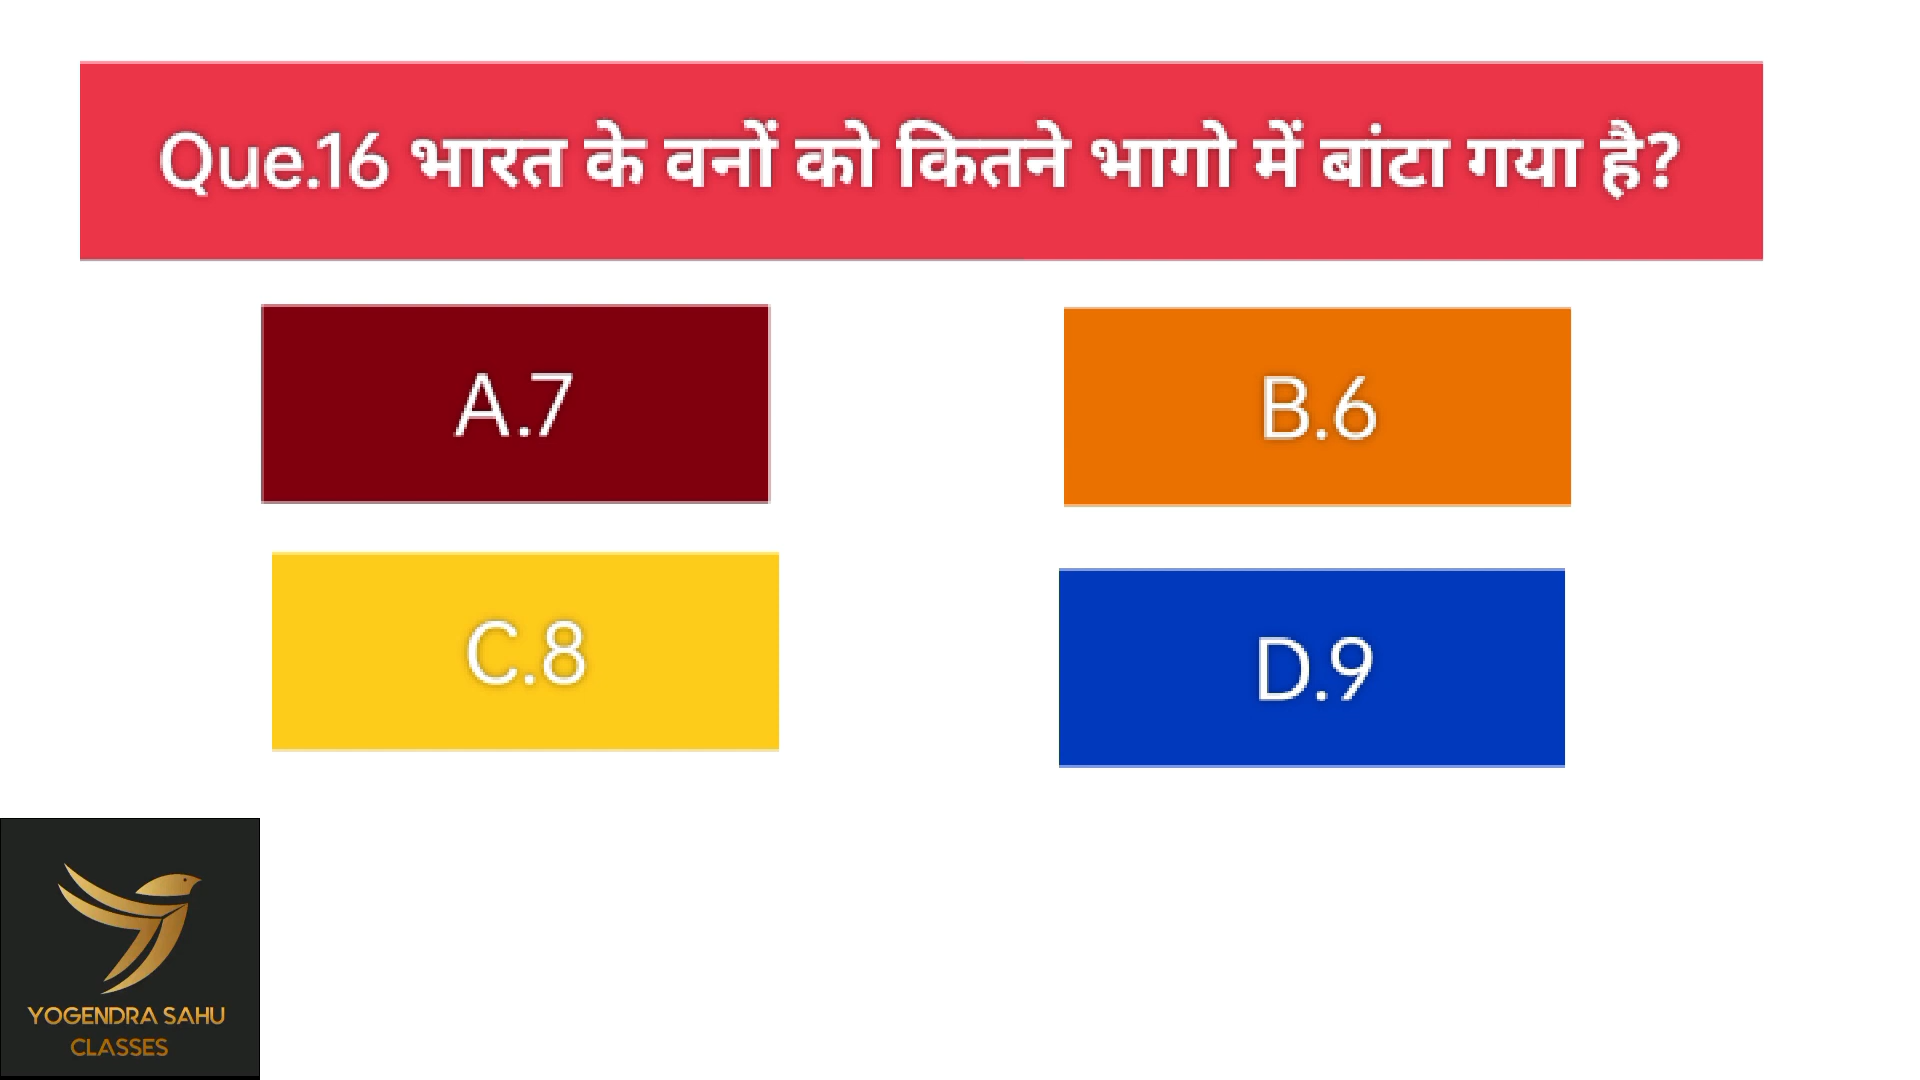 Que.16 भारत के वनों को कितने भागो में बांटा गया है?
A.7
B.6
C.8
D.9
YOGENDRA SAHU
CLASSES